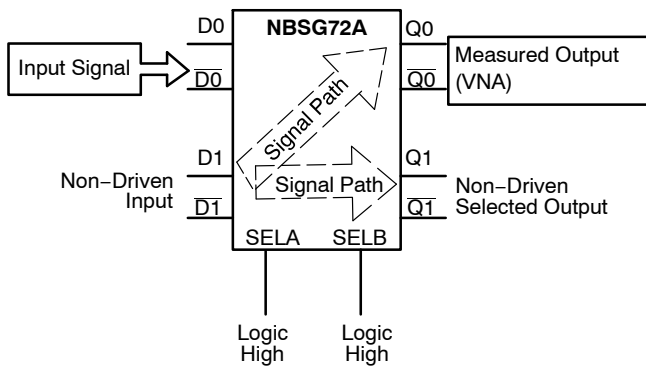 D0
NBSG72A
Q0
Input Signal
D0
Q0
Measured Output
(VNA)
Signal Path
D1
Q1
Non−Driven
Input
Signal Path
Non−Driven
Selected Output
D1
Q1
SELA
SELB
Logic
High
Logic
High